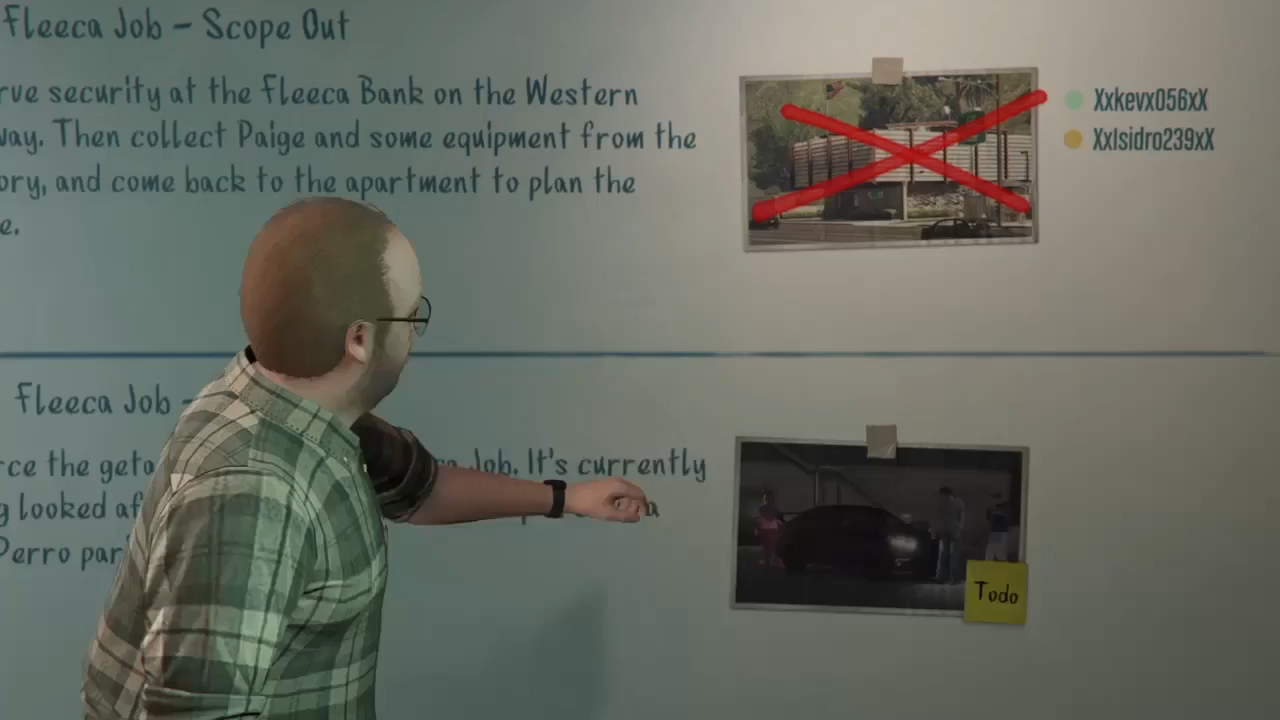 Fleeca Job - Scope Out
rve security at the Fleeca Bank on the Western
way. Then collect Paige and some equipment from the
ory, and come back to the apartment to plan the
e.
Xxkevx056xX
XxIsidro239xX
Fleeca Job -
rce the geta Job. It's currently
g looked af
Perro par
Todo